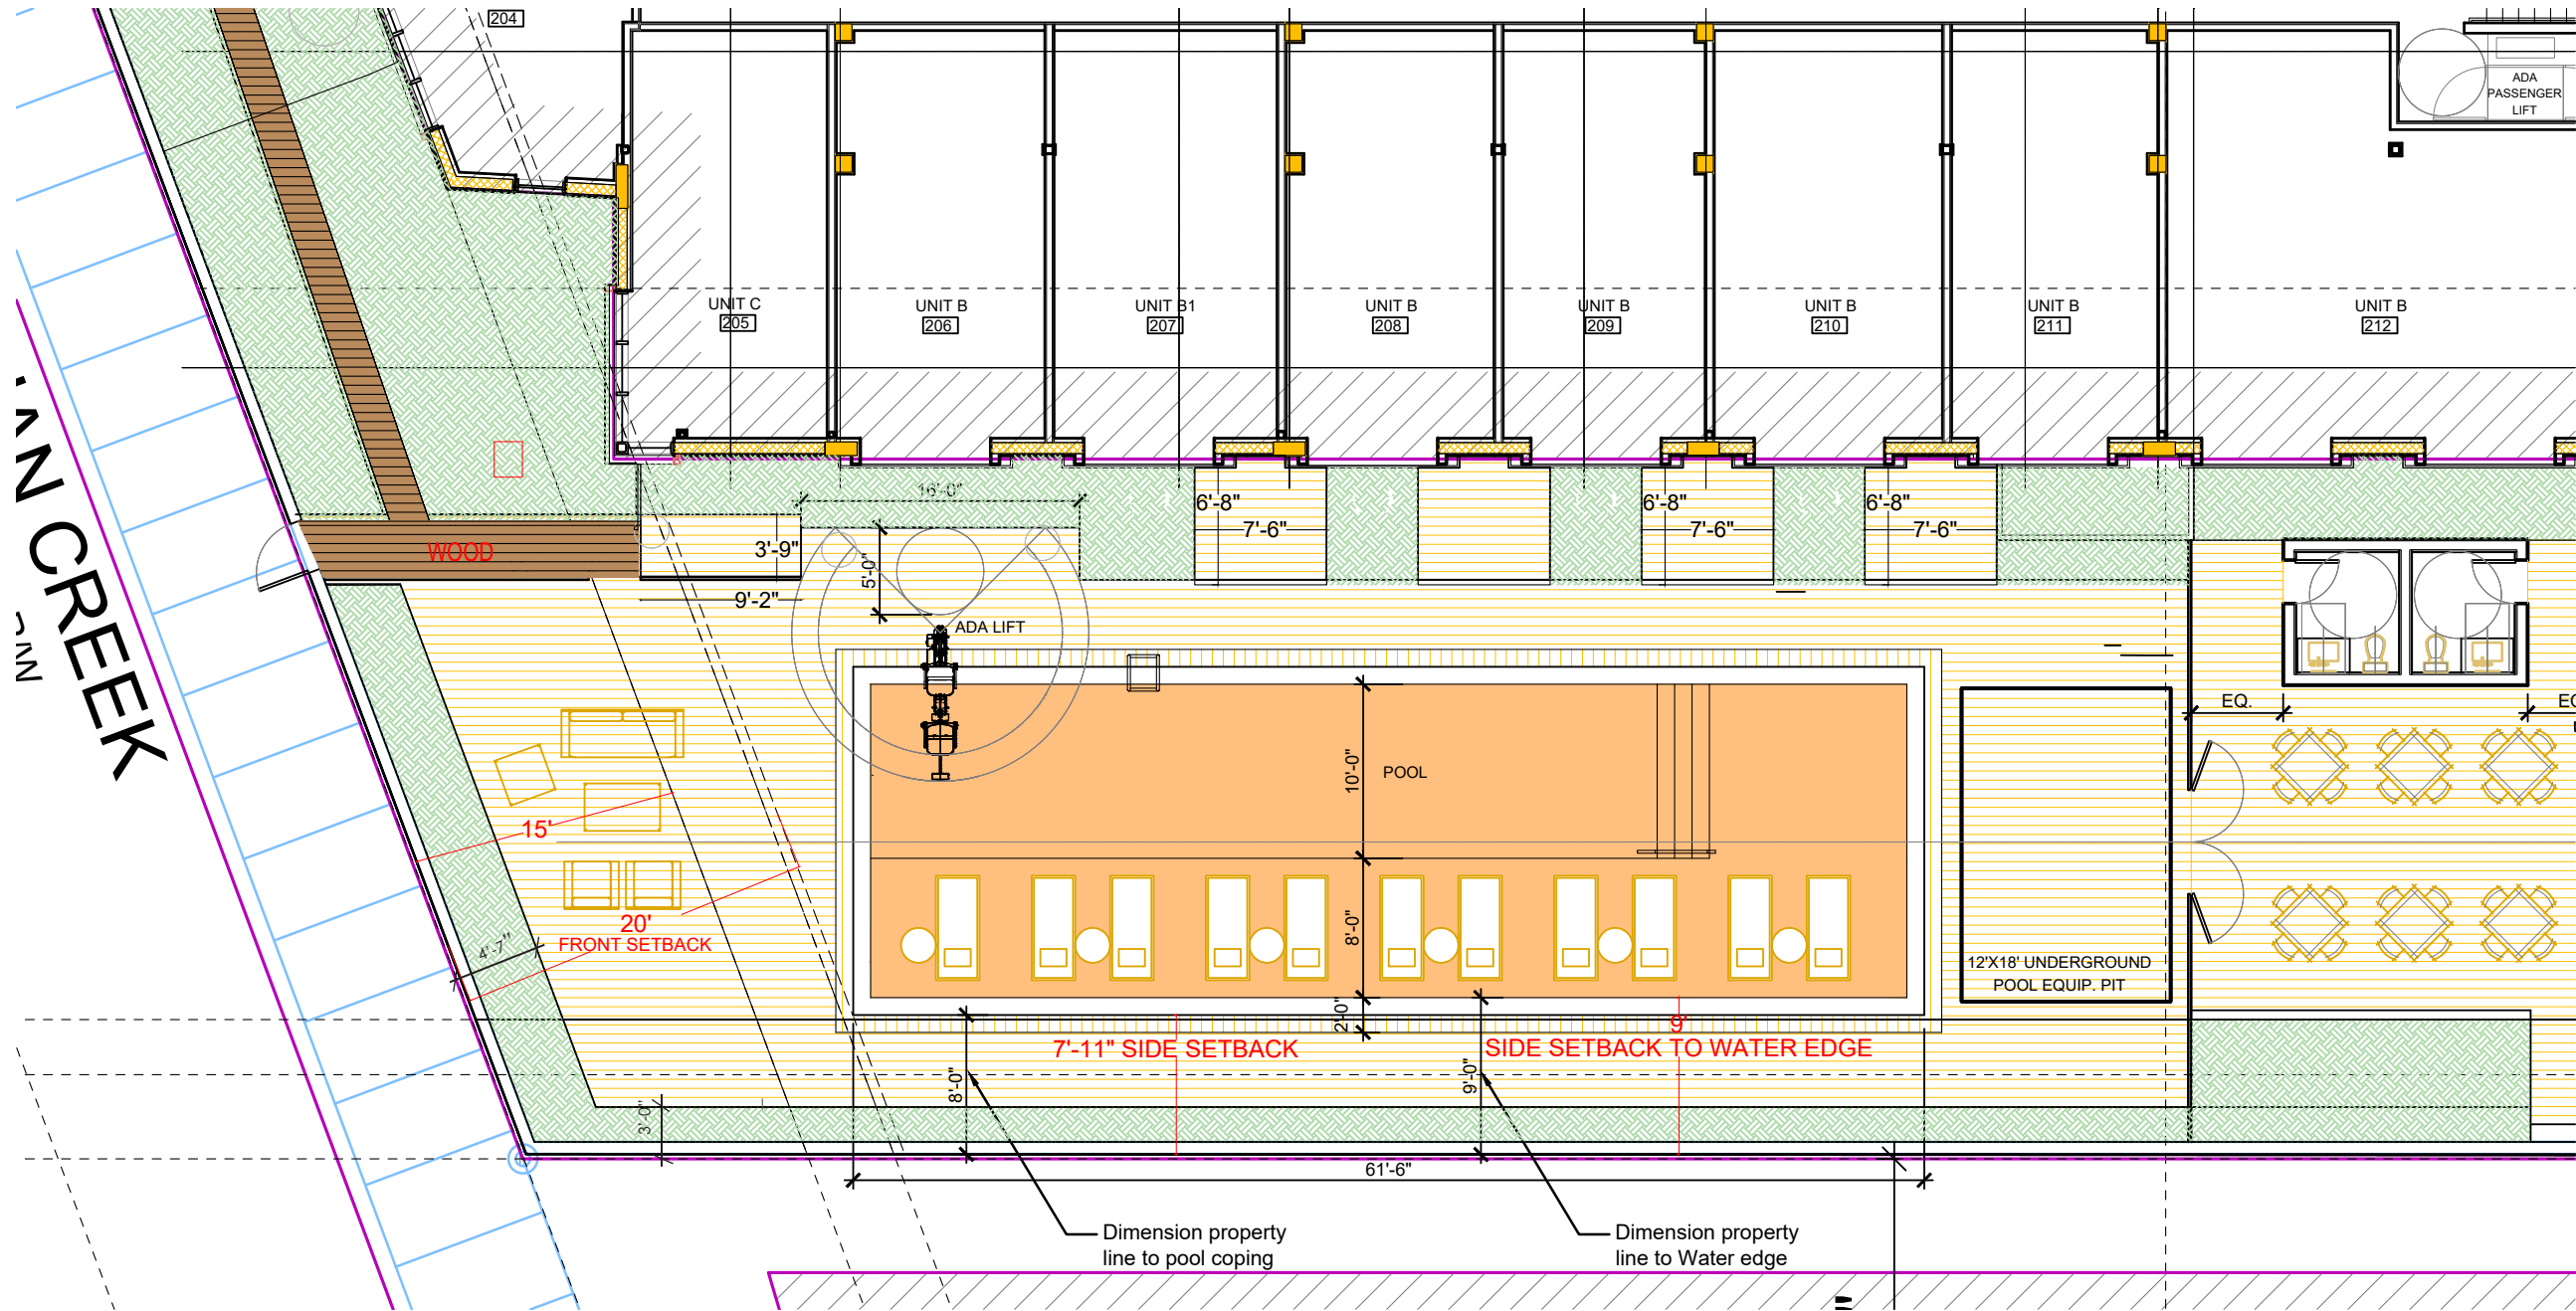 204
ADA
PASSENGER
LIFT
UNIT C
205
UNIT B
206
UNIT B1
207
UNIT B
208
UNIT B
209
UNIT B
210
UNIT B
211
UNIT B
212
CREEK
16'-0"
6'-8"
7'-6"
6'-8"
7'-6"
6'-8"
7'-6"
WOOD
3'-9"
9'-2"
5'-0"
ADA LIFT
EQ.
10'-0"
POOL
15'
20'
FRONT SETBACK
4'-7"
8'-0"
12'X18' UNDERGROUND
POOL EQUIP. PIT
2'-0"
9'
7'-11" SIDE SETBACK
SIDE SETBACK TO WATER EDGE
8'-0"
9'-0"
3'-0"
61'-6"
Dimension property
line to pool coping
Dimension property
line to Water edge